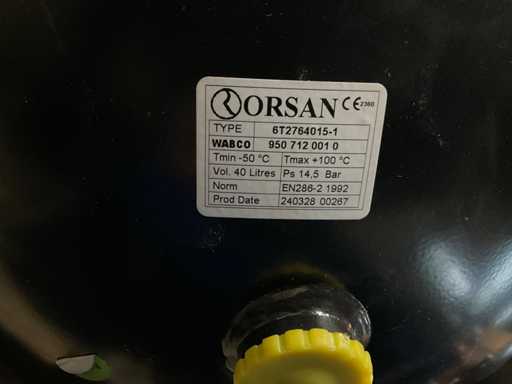 ORSAN CE 2360
TYPE 6T2764015-1
WABCO 950 712 001 0
Tmin -50 °C Tmax +100 °C
Vol. 40 Litres Ps 14,5 Bar
Norm EN286-2 1992
Prod Date 240328 00267